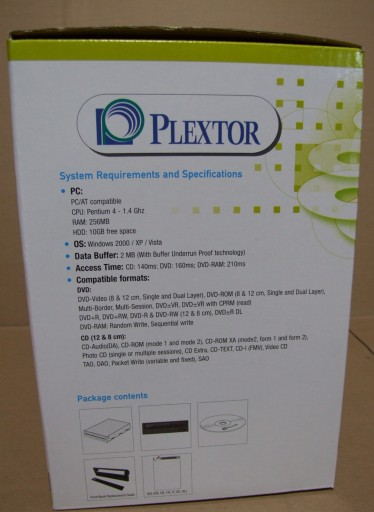 PLEXTOR
System Requirements and Specifications
• PC:
PC/AT compatible
CPU: Pentium 4 - 1.4 Ghz
RAM: 256MB
HDD: 10GB free space
• OS: Windows 2000 / XP / Vista
• Data Buffer: 2 MB (With Buffer Underrun Proof technology)
• Access Time: CD: 140ms; DVD: 160ms; DVD-RAM: 210ms
• Compatible formats:
DVD:
DVD-Video (8 & 12 cm, Single and Dual Layer), DVD-ROM (8 & 12 cm, Single and Dual Layer),
Multi-Border, Multi-Session, DVD±VR, DVD±VR with CPRM (read)
DVD+R, DVD+RW, DVD-R & DVD-RW (12 & 8 cm), DVD±R DL
DVD-RAM: Random Write, Sequential write
CD (12 & 8 cm):
CD-Audio(DA), CD-ROM (mode 1 and mode 2), CD-ROM XA (mode2, form 1 and form 2),
Photo CD (single or multiple sessions), CD Extra, CD-TEXT, CD-I (FMV), Video CD
TAO, DAO, Packet Write (variable and fixed), SAO
Package contents